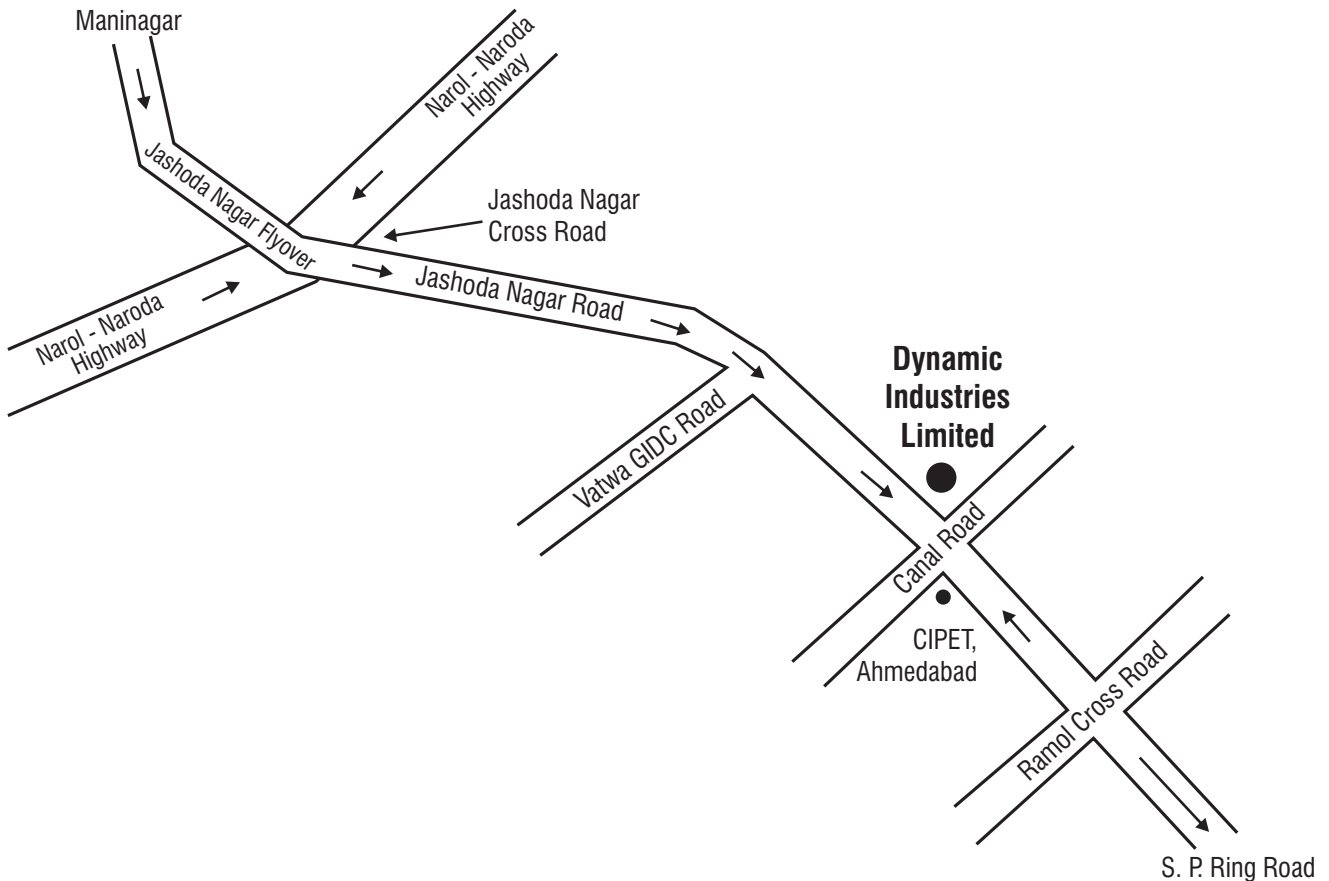 Maninagar
Narol - Naroda
Highway
Jashoda Nagar Flyover
Jashoda Nagar
Cross Road
Jashoda Nagar Road
Narol - Naroda
Highway
Dynamic
Industries
Limited
Vatwa GIDC Road
Canal Road
CIPET,
Ahmedabad
Ramol Cross Road
S. P. Ring Road